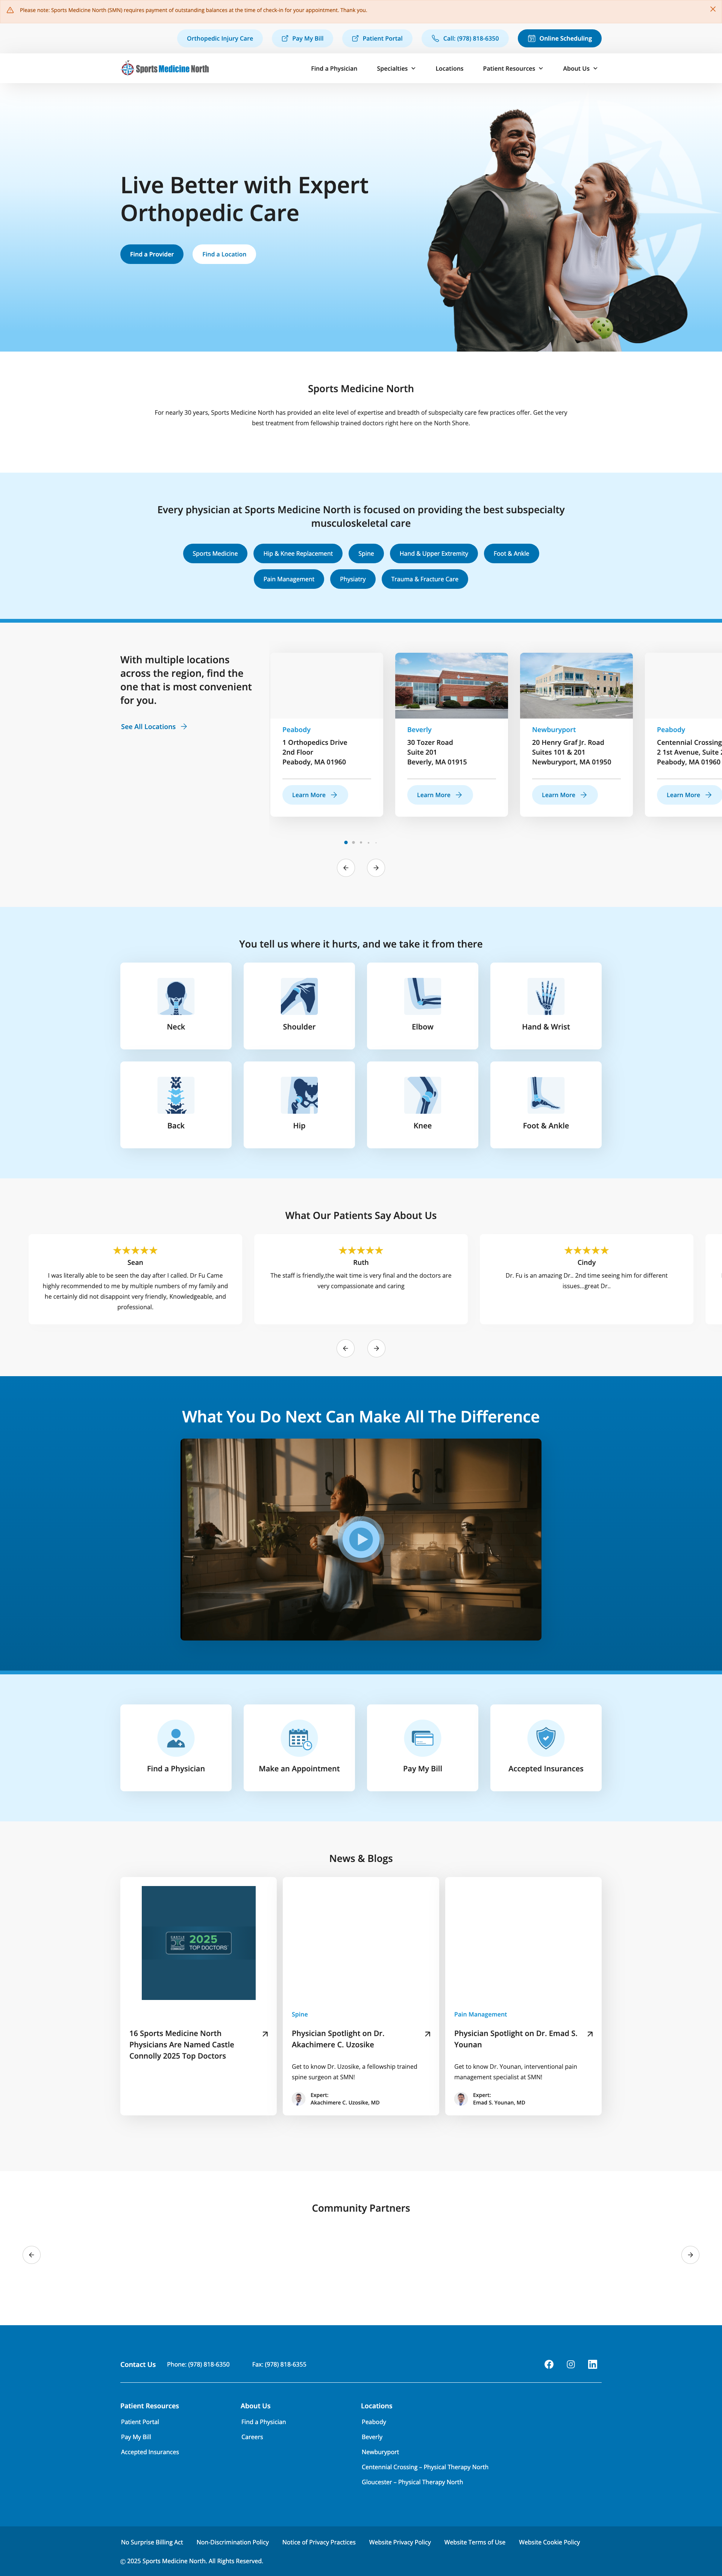 Please note: Sports Medicine North (SMN) requires payment of outstanding balances at the time of check-in for your appointment. Thank you.
Orthopedic Injury Care
Pay My Bill
Patient Portal
Call: (978) 818-6350
Online Scheduling
Sports Medicine North
Find a Physician
Specialties
Locations
Patient Resources
About Us
Live Better with Expert
Orthopedic Care
Find a Provider
Find a Location
Sports Medicine North
For nearly 30 years, Sports Medicine North has provided an elite level of expertise and breadth of subspecialty care few practices offer. Get the very
best treatment from fellowship trained doctors right here on the North Shore.
Every physician at Sports Medicine North is focused on providing the best subspecialty
musculoskeletal care
Sports Medicine
Hip & Knee Replacement
Spine
Hand & Upper Extremity
Foot & Ankle
Pain Management
Physiatry
Trauma & Fracture Care
With multiple locations
across the region, find the
one that is most convenient
for you.
See All Locations
Peabody
1 Orthopedics Drive
2nd Floor
Peabody, MA 01960
Learn More
Beverly
30 Tozer Road
Suite 201
Beverly, MA 01915
Learn More
Newburyport
20 Henry Graf Jr. Road
Suites 101 & 201
Newburyport, MA 01950
Learn More
Peabody
Centennial Crossing
2 1st Avenue, Suite
Peabody, MA 01960
Learn More
You tell us where it hurts, and we take it from there
Neck
Shoulder
Elbow
Hand & Wrist
Back
Hip
Knee
Foot & Ankle
What Our Patients Say About Us
Sean
I was literally able to be seen the day after I called. Dr Fu Came
highly recommended to me by multiple members of my family and
he certainly did not disappoint very friendly, Knowledgeable, and
professional.
Ruth
The staff is friendly,the wait time is very final and the doctors are
very compassionate and caring
Cindy
Dr. Fu is an amazing Dr.. 2nd time seeing him for different
issues...great Dr..
What You Do Next Can Make All The Difference
Find a Physician
Make an Appointment
Pay My Bill
Accepted Insurances
News & Blogs
2025
TOP DOCTORS
16 Sports Medicine North
Physicians Are Named Castle
Connolly 2025 Top Doctors
Spine
Physician Spotlight on Dr.
Akachimere C. Uzosike
Get to know Dr. Uzosike, a fellowship trained
spine surgeon at SMN!
Expert:
Akachimere C. Uzosike, MD
Pain Management
Physician Spotlight on Dr. Emad S.
Younan
Get to know Dr. Younan, interventional pain
management specialist at SMN!
Expert:
Emad S. Younan, MD
Community Partners
Contact Us
Phone: (978) 818-6350
Fax: (978) 818-6355
Patient Resources
Patient Portal
Pay My Bill
Accepted Insurances
About Us
Find a Physician
Careers
Locations
Peabody
Beverly
Newburyport
Centennial Crossing – Physical Therapy North
Gloucester – Physical Therapy North
No Surprise Billing Act
Non-Discrimination Policy
Notice of Privacy Practices
Website Privacy Policy
Website Terms of Use
Website Cookie Policy
© 2025 Sports Medicine North. All Rights Reserved.